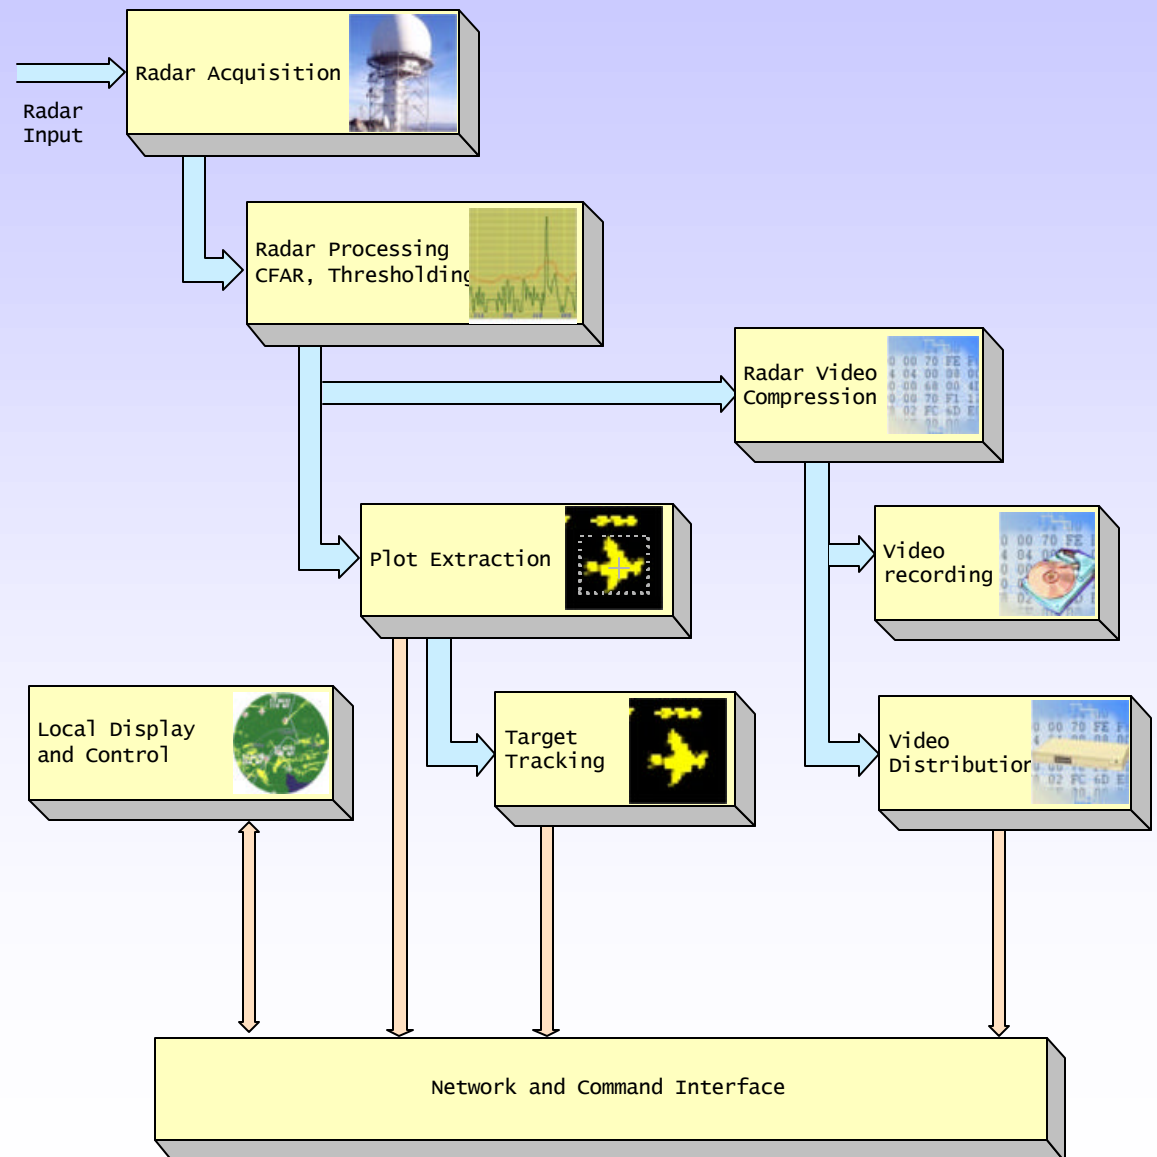 Radar Acquisition
Radar
Input
Radar Processing
CFAR, Thresholding
Radar Video
Compression
Plot Extraction
Video
recording
Local Display
and Control
Target
Tracking
Video
Distribution
Network and Command Interface